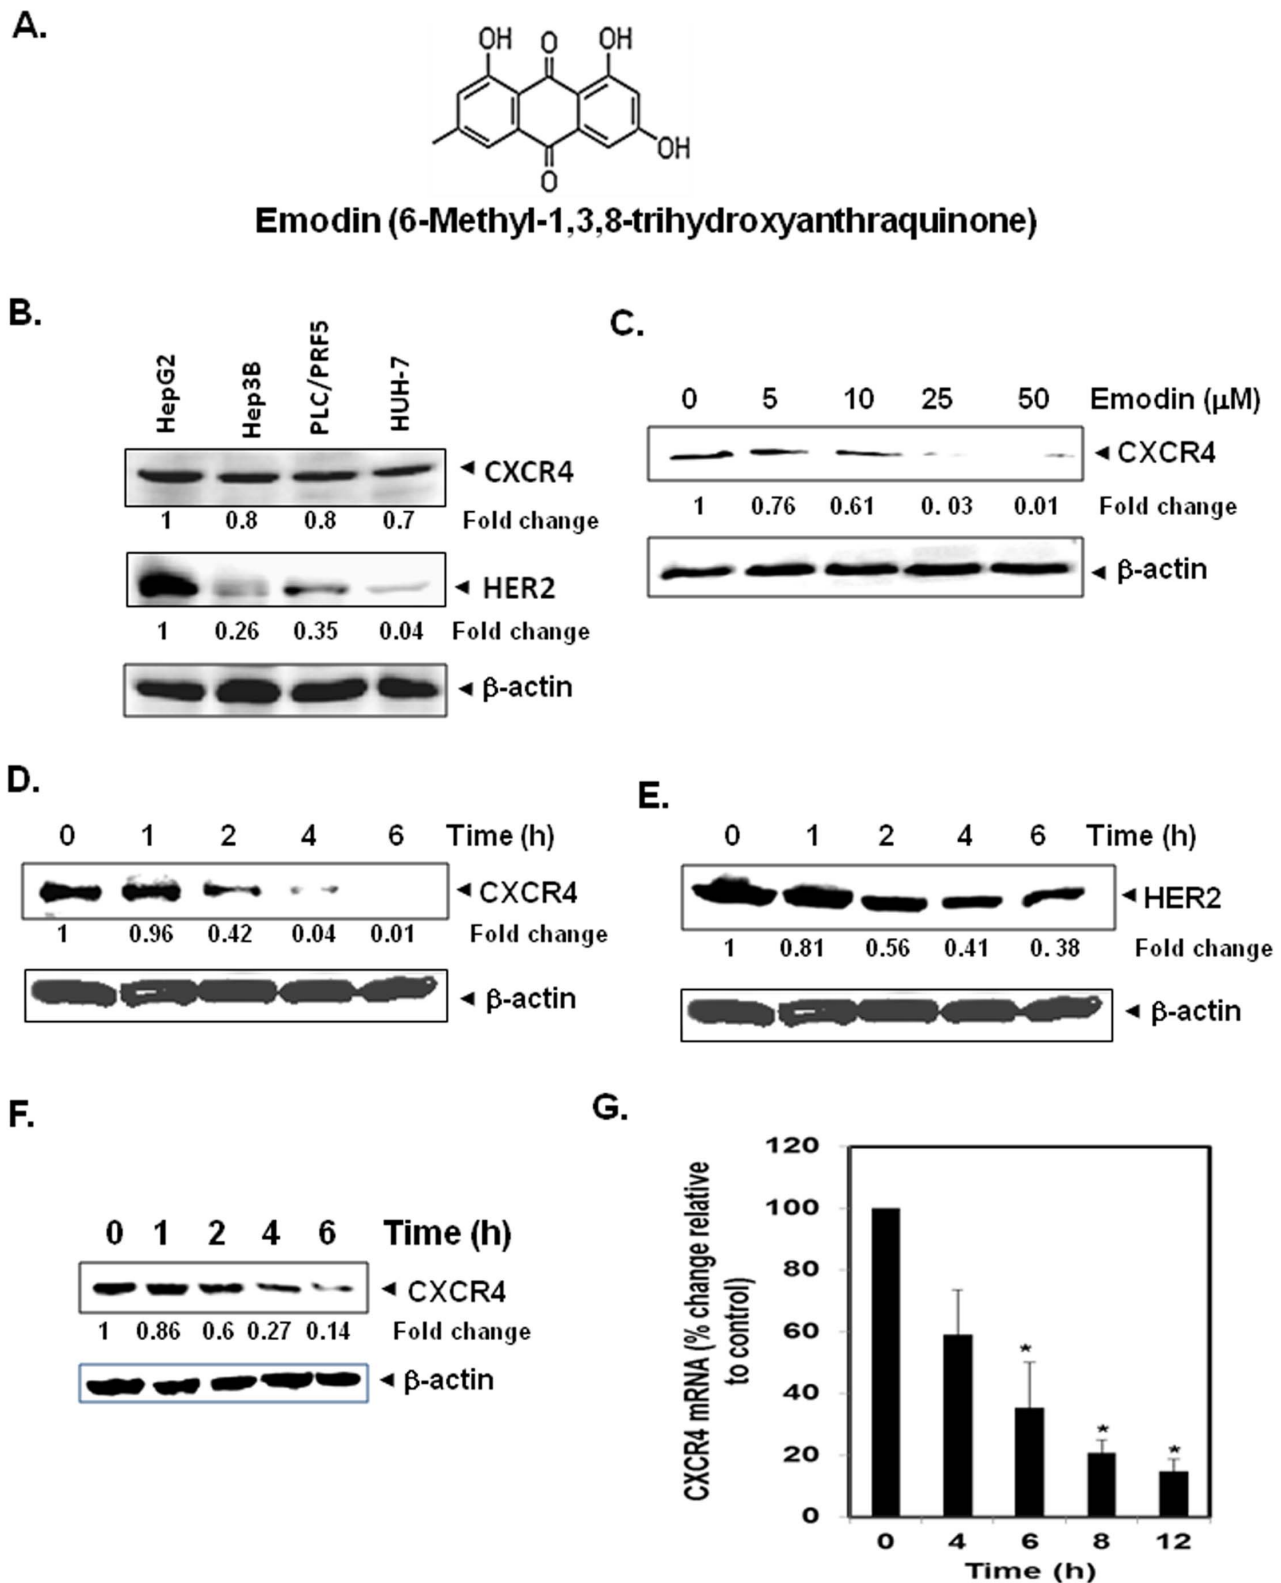 A.
OH O OH
OH
O
Emodin (6-Methyl-1,3,8-trihydroxyanthraquinone)
B.
HepG2 Hep3B PLC/PRF5 HUH-7
◄ CXCR4
1 0.8 0.8 0.7 Fold change
◄ HER2
1 0.26 0.35 0.04 Fold change
◄ β-actin
C.
0 5 10 25 50 Emodin (μM)
◄ CXCR4
1 0.76 0.61 0. 03 0.01 Fold change
◄ β-actin
D.
0 1 2 4 6 Time (h)
◄ CXCR4
1 0.96 0.42 0.04 0.01 Fold change
◄ β-actin
E.
0 1 2 4 6 Time (h)
◄ HER2
1 0.81 0.56 0.41 0. 38 Fold change
◄ β-actin
F.
0 1 2 4 6 Time (h)
◄ CXCR4
1 0.86 0.6 0.27 0.14 Fold change
◄ β-actin
G.
CXCR4 mRNA (% change relative
to control)
120
100
80
60
40
20
0
* * *
0 4 6 8 12
Time (h)